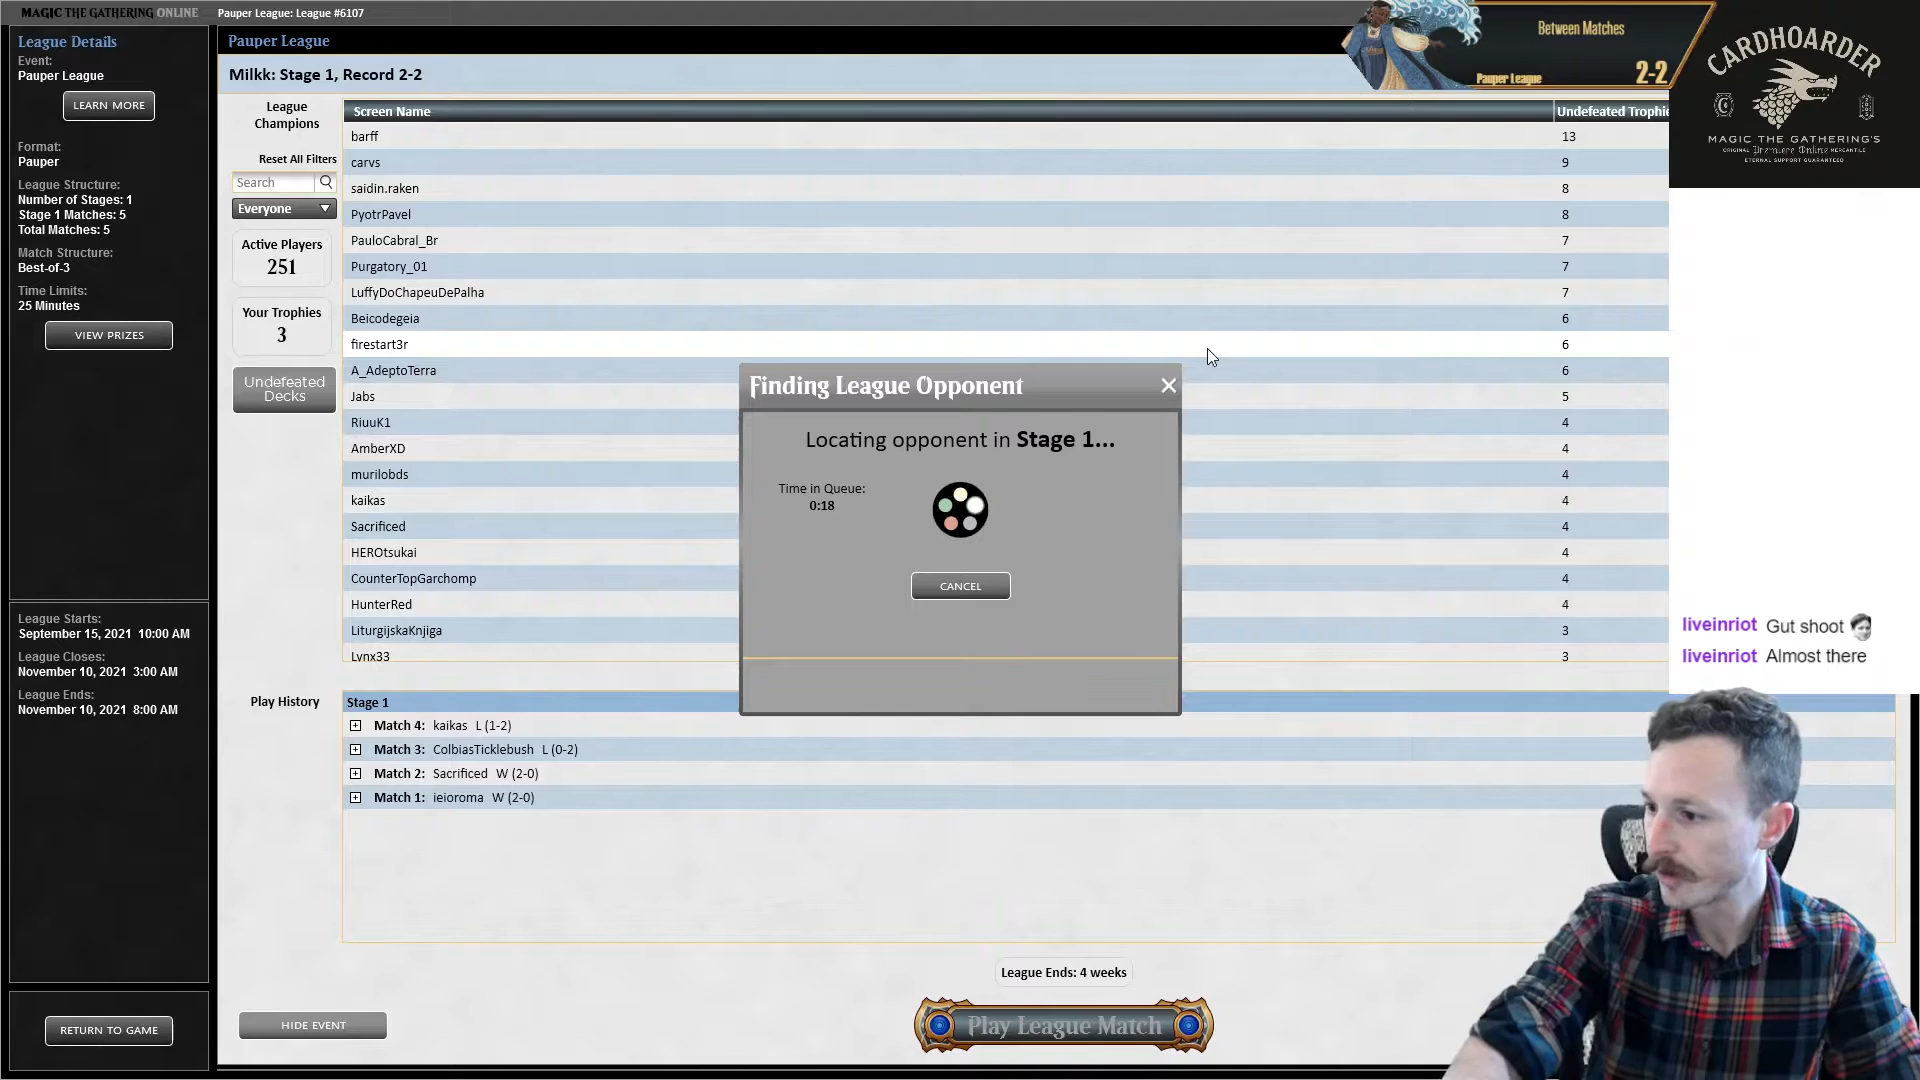 MAGIC THE GATHERING ONLINE
Pauper League: League #6107
League Details
Event:
Pauper League
LEARN MORE
Format:
Pauper
League Structure:
Number of Stages: 1
Stage 1 Matches: 5
Total Matches: 5
Match Structure:
Best-of-3
Time Limits:
25 Minutes
VIEW PRIZES
League Starts:
September 15, 2021 10:00 AM
League Closes:
November 10, 2021 3:00 AM
League Ends:
November 10, 2021 8:00 AM
RETURN TO GAME
Pauper League
Milkk: Stage 1, Record 2-2
Between Matches
Pauper League
2-2
CARDHOARDER
MAGIC THE GATHERING'S
ORIGINAL Premiere Online MERCANTILE
ETERNAL SUPPORT GUARANTEED
League
Champions
Reset All Filters
Search
Everyone
Active Players
251
Your Trophies
3
Undefeated
Decks
Screen Name Undefeated Trophie
barff 13
carvs 9
saidin.raken 8
PyotrPavel 8
PauloCabral_Br 7
Purgatory_01 7
LuffyDoChapeuDePalha 7
Beicodegeia 6
firestart3r 6
A_AdeptoTerra 6
Jabs 5
RiuuK1 4
AmberXD 4
murilobds 4
kaikas 4
Sacrificed 4
HEROtsukai 4
CounterTopGarchomp 4
HunterRed 4
LiturgijskaKnjiga 3
Lynx33 3
Finding League Opponent
Locating opponent in Stage 1...
Time in Queue:
0:18
CANCEL
liveinriot Gut shoot
liveinriot Almost there
Play History
Stage 1
Match 4: kaikas L (1-2)
Match 3: ColbiasTicklebush L (0-2)
Match 2: Sacrificed W (2-0)
Match 1: ieioroma W (2-0)
League Ends: 4 weeks
HIDE EVENT
Play League Match